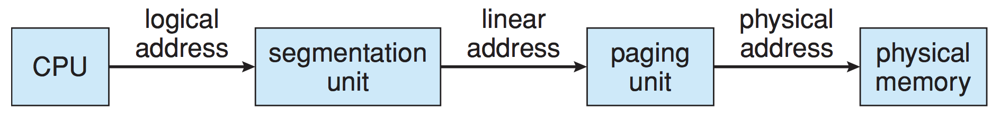 CPU
logical
address
segmentation
unit
linear
address
paging
unit
physical
address
physical
memory